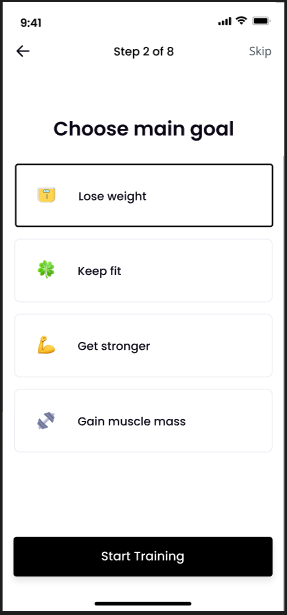 9:41
Step 2 of 8
Skip
Choose main goal
Lose weight
Keep fit
Get stronger
Gain muscle mass
Start Training